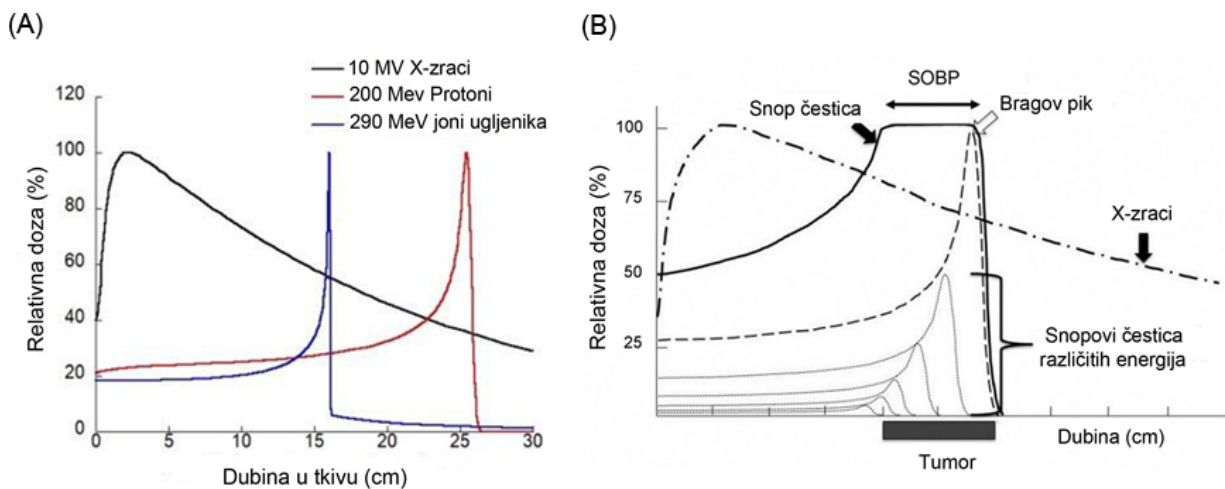 (A)
10 MV X-zraci
200 Mev Protoni
290 MeV joni ugljenika
120
100
80
60
40
20
0
Relativna doza (%)
0 5 10 15 20 25 30
Dubina u tkivu (cm)
(B)
SOBP
Snop čestica
Bragov pik
100
75
50
25
Relativna doza (%)
X-zraci
Snopovi čestica
različitih energija
Dubina (cm)
Tumor